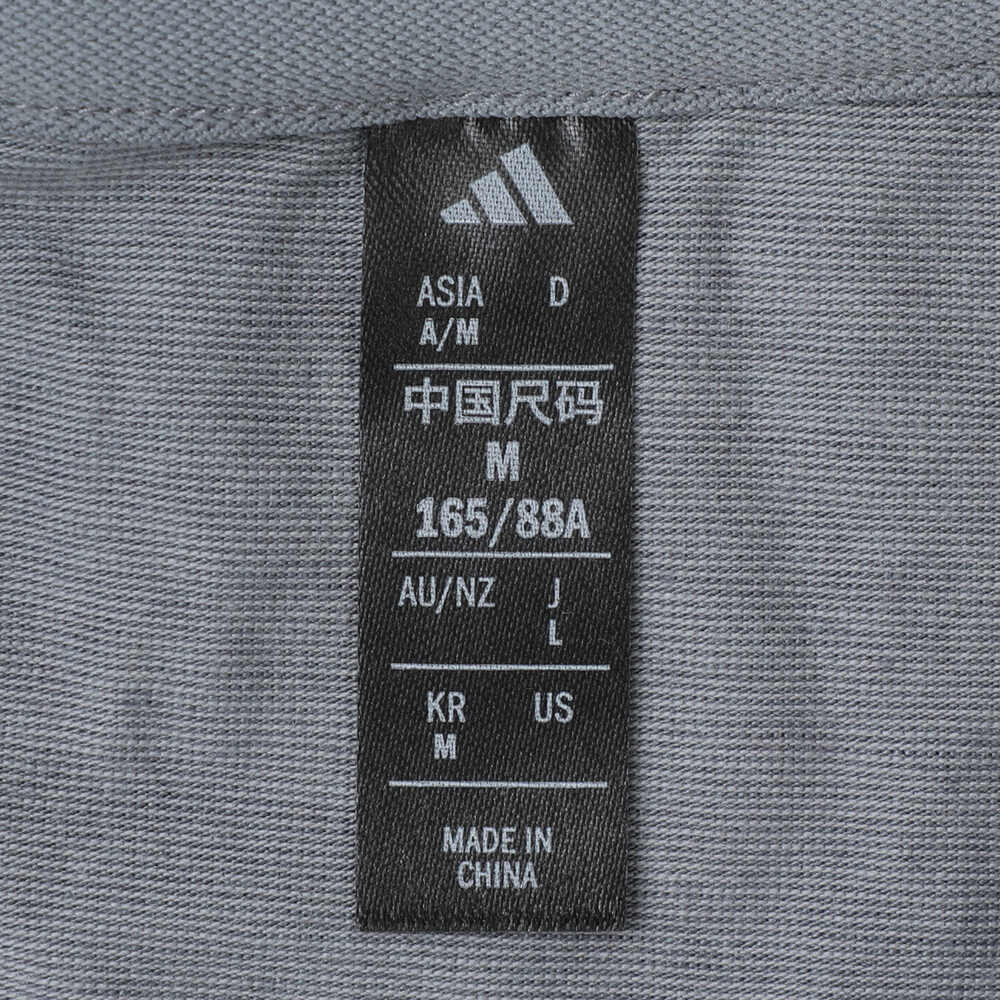 ASIA D
A/M
中国尺码
M
165/88A
AU/NZ J
L
KR US
M
MADE IN
CHINA